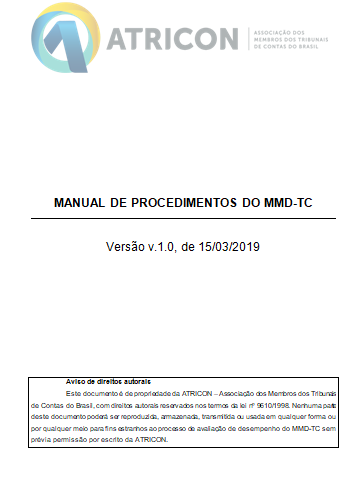 ATRICON
ASSOCIAÇÃO DOS
MEMBROS DOS TRIBUNAIS
DE CONTAS DO BRASIL
MANUAL DE PROCEDIMENTOS DO MMD-TC
Versão v.1.0, de 15/03/2019
Aviso de direitos autorais
Este documento é de propriedade da ATRICON – Associação dos Membros dos Tribunais
de Contas do Brasil, com direitos autorais reservados nos termos da lei nº 9610/1998. Nenhuma parte
deste documento poderá ser reproduzida, armazenada, transmitida ou usada em qualquer forma ou
por qualquer meio para fins estranhos ao processo de avaliação de desempenho do MMD-TC sem
prévia permissão por escrito da ATRICON.